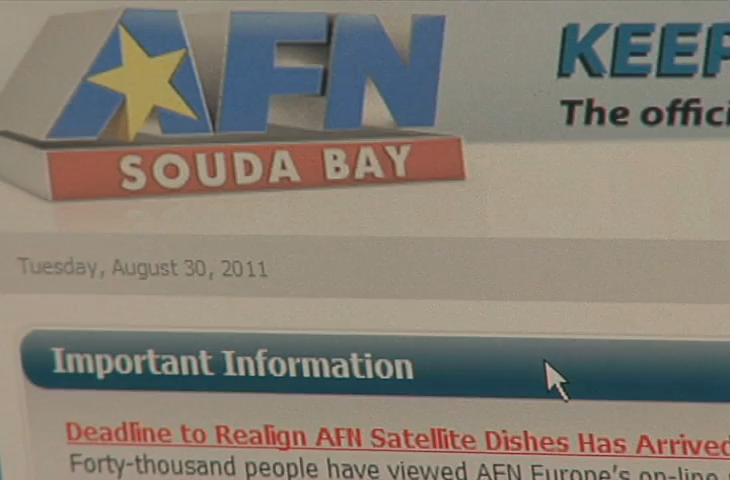 AFN
SOUDA BAY
KEEP
The offici
Tuesday, August 30, 2011
Important Information
Deadline to Realign AFN Satellite Dishes Has Arrived
Forty-thousand people have viewed AFN Europe's on-line